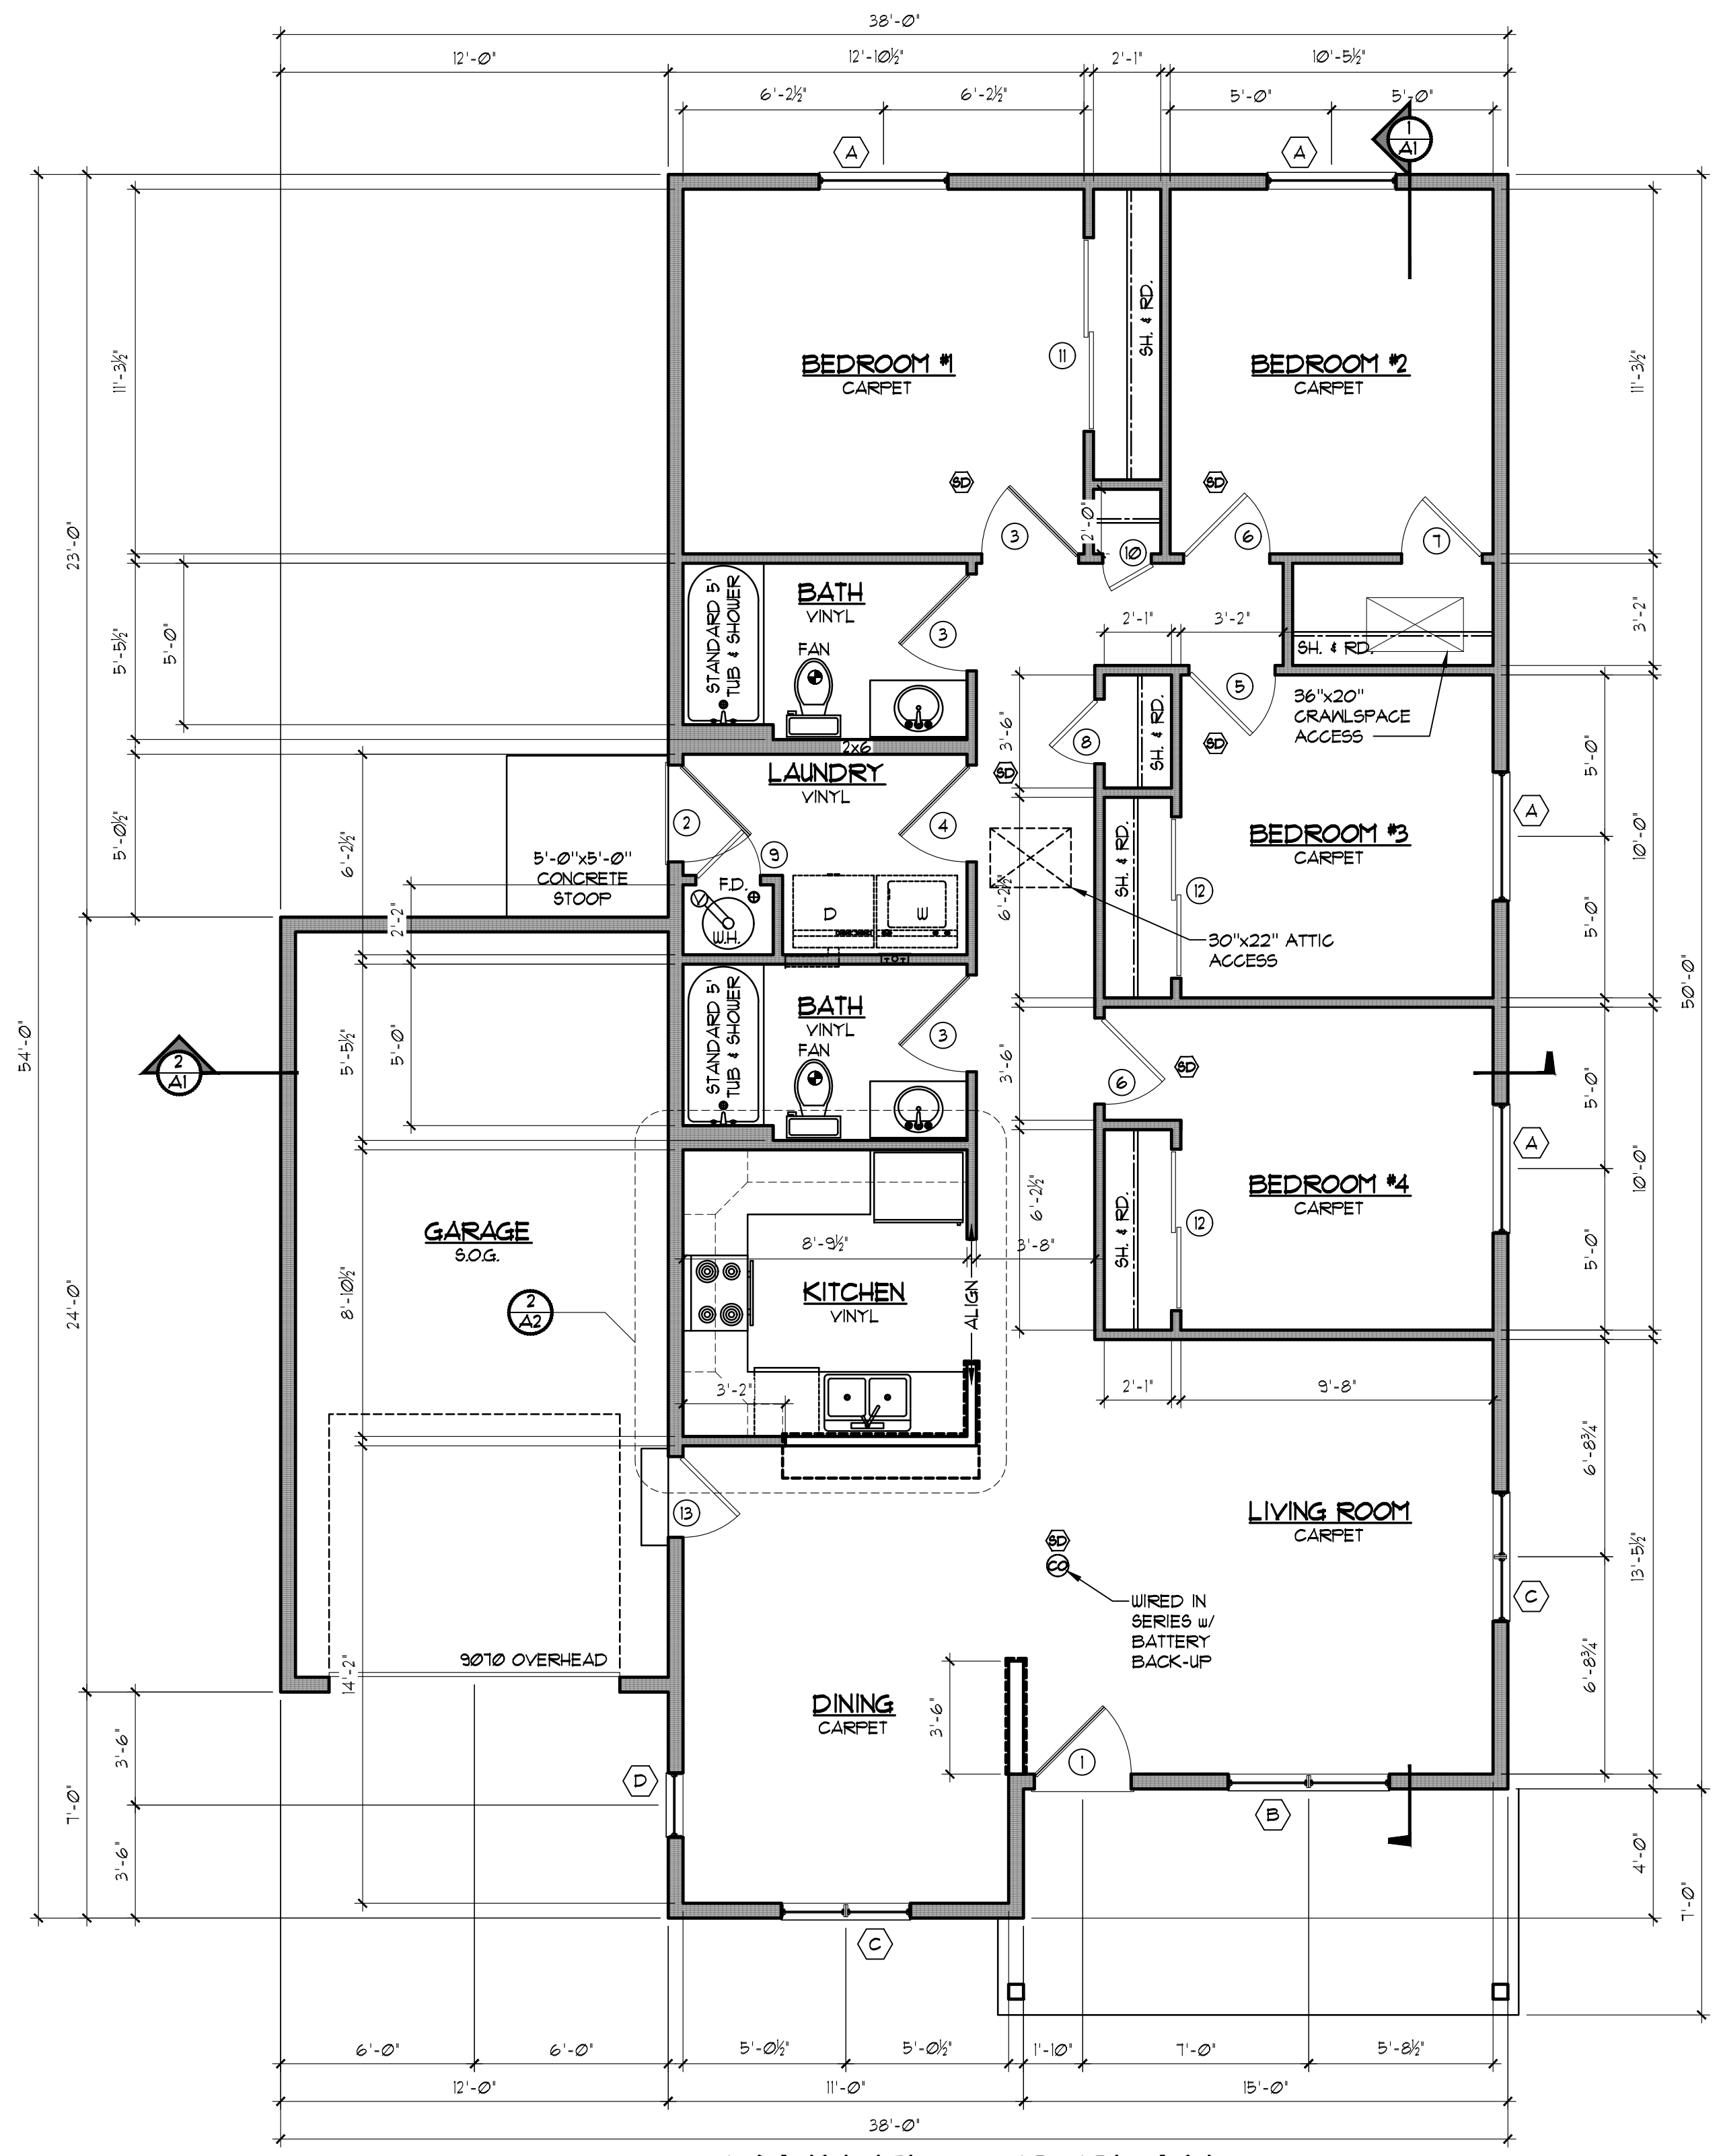 38'-0"
12'-0" 12'-10½" 2'-1" 10'-5½"
6'-2½" 6'-2½" 5'-0" 5'-0"
A A 1
A1
11'-3½" 11'-3½"
SH. & RD.
11
BEDROOM #1 BEDROOM #2
CARPET CARPET
SD SD
23'-0"
2'-0"
3 10 6 7
STANDARD 5'
TUB & SHOWER
BATH
VINYL
FAN
3
5'-5½" 5'-0"
2'-1" 3'-2" 3'-2"
SH. & RD.
5
36"x20"
CRAWLSPACE
ACCESS
3'-6"
8
SH. & RD.
SD
2x6
LAUNDRY
VINYL
SD
5'-0"
2 4
9
5'-0½" 6'-2½"
5'-0"x5'-0"
CONCRETE
STOOP
F.D.
W.H.
D W
2'-2"
6'-2½"
SH. & RD.
BEDROOM #3
CARPET
12
A
10'-0"
5'-0"
30"x22" ATTIC
ACCESS
54'-0"
50'-0"
STANDARD 5'
TUB & SHOWER
BATH
VINYL
FAN
3
5'-5½" 5'-0"
3'-6"
SD
6
2
A1
5'-0"
A
BEDROOM #4
CARPET
12
SH. & RD.
6'-2½"
10'-0"
5'-0"
GARAGE
S.O.G.
24'-0"
8'-10½"
2
A2
8'-9½" 3'-8"
KITCHEN
VINYL
ALIGN
3'-2"
2'-1" 9'-8"
6'-8¾"
13
LIVING ROOM
CARPET
SD
CO
WIRED IN
SERIES w/
BATTERY
BACK-UP
C
13'-5½"
6'-8¾"
9070 OVERHEAD
14'-2"
DINING
CARPET
3'-6"
1
3'-6"
D
B
7'-0"
3'-6"
4'-0"
7'-0"
C
6'-0" 6'-0" 5'-0½" 5'-0½" 1'-10" 7'-0" 5'-8½"
12'-0" 11'-0" 15'-0"
38'-0"